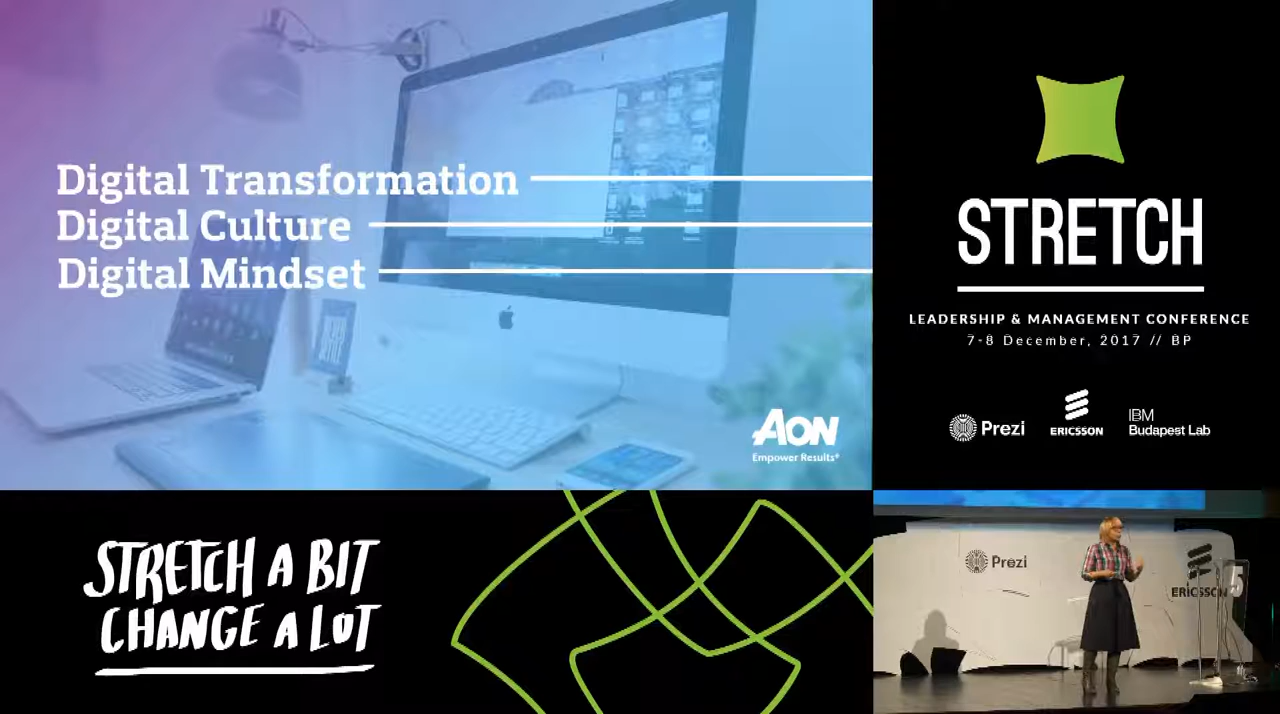 Digital Transformation
Digital Culture
Digital Mindset
AON
Empower Results®
STRETCH
LEADERSHIP & MANAGEMENT CONFERENCE
7-8 December, 2017 // BP
Prezi
ERICSSON
IBM
Budapest Lab
STRETCH A BIT
CHANGE A LOT
Prezi
ERICSSON
5